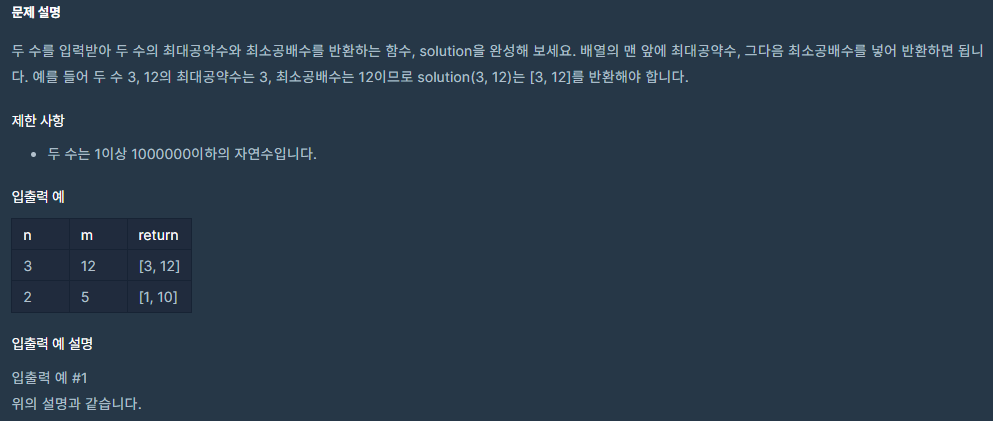 문제 설명
두 수를 입력받아 두 수의 최대공약수와 최소공배수를 반환하는 함수, solution을 완성해 보세요. 배열의 맨 앞에 최대공약수, 그다음 최소공배수를 넣어 반환하면 됩니
다. 예를 들어 두 수 3, 12의 최대공약수는 3, 최소공배수는 12이므로 solution(3, 12)는 [3, 12]를 반환해야 합니다.
제한 사항
• 두 수는 1이상 1000000이하의 자연수입니다.
입출력 예
n m return
3 12 [3, 12]
2 5 [1, 10]
입출력 예 설명
입출력 예 #1
위의 설명과 같습니다.